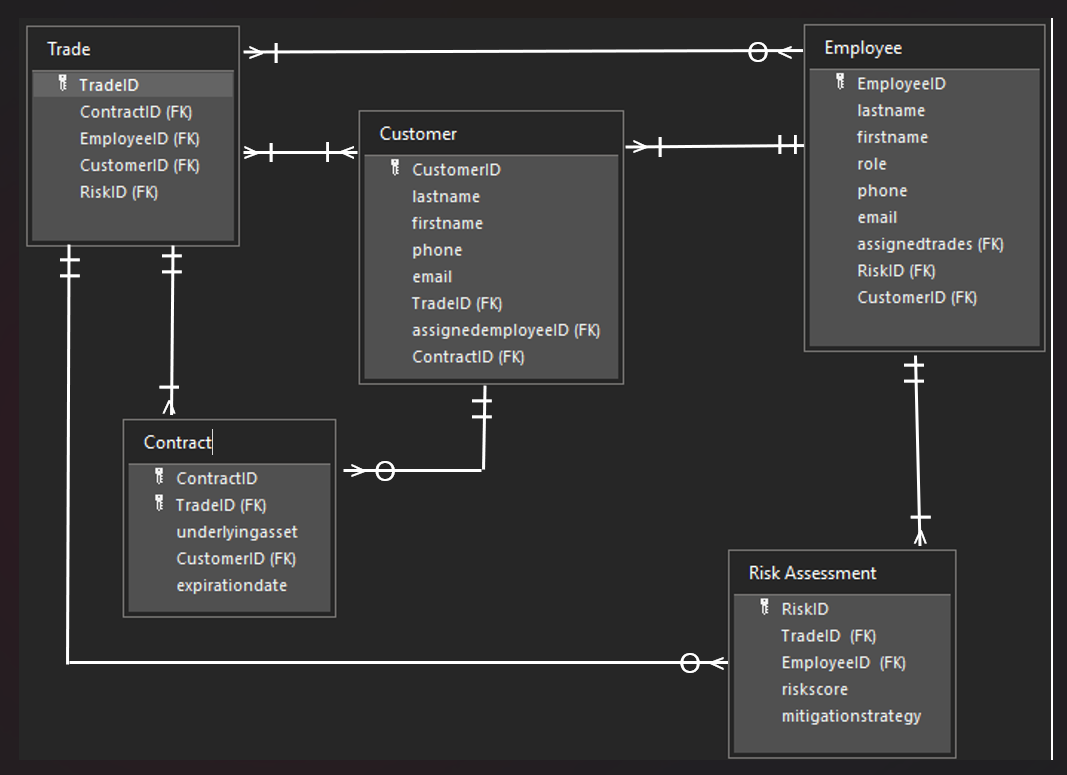 Trade
TradeID
ContractID (FK)
EmployeeID (FK)
CustomerID (FK)
RiskID (FK)
Customer
CustomerID
lastname
firstname
phone
email
TradeID (FK)
assignedemployeeID (FK)
ContractID (FK)
Employee
EmployeeID
lastname
firstname
role
phone
email
assignedtrades (FK)
RiskID (FK)
CustomerID (FK)
Contract
ContractID
TradeID (FK)
underlyingasset
CustomerID (FK)
expirationdate
Risk Assessment
RiskID
TradeID (FK)
EmployeeID (FK)
riskscore
mitigationstrategy